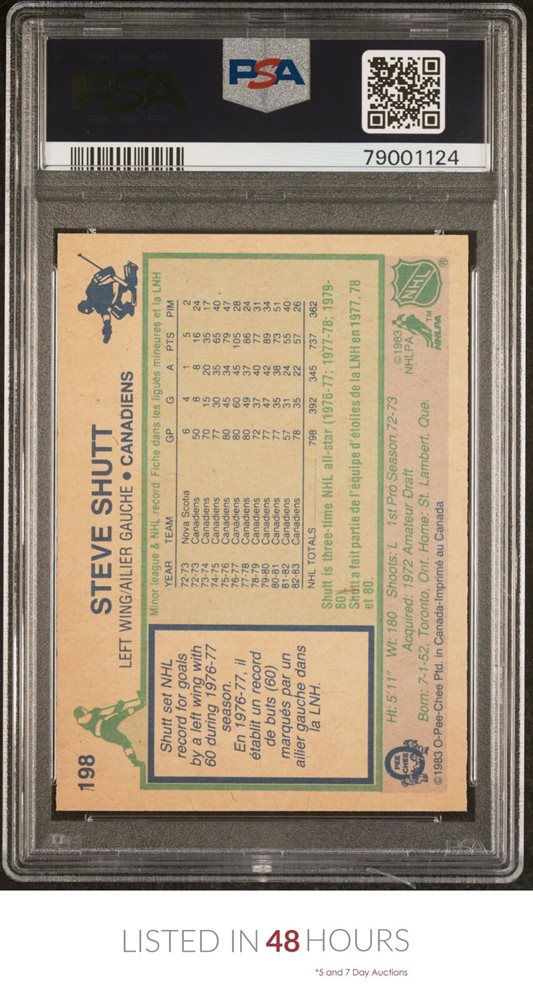 PSA
PSA
79001124
198
STEVE SHUTT
LEFT WING/AILIER GAUCHE • CANADIENS
Shutt set NHL
record for goals
by a left wing with
60 during 1976-77
season.
En 1976-77, il
établit un record
de buts (60)
marqués par un
ailier gauche dans
la LNH.
Minor league & NHL record Fiche dans les ligues mineures et la LNH
YEAR TEAM GP G A PTS PIM
72-73 Nova Scotia 6 4 1 5 2
72-73 Canadiens 50 8 8 16 24
73-74 Canadiens 70 15 20 35 17
74-75 Canadiens 77 30 35 65 40
75-76 Canadiens 80 45 34 79 47
76-77 Canadiens 80 60 45 105 28
77-78 Canadiens 80 49 37 86 24
78-79 Canadiens 72 37 40 77 31
79-80 Canadiens 77 47 42 89 34
80-81 Canadiens 77 35 38 73 51
81-82 Canadiens 57 31 24 55 40
82-83 Canadiens 78 35 22 57 26
NHL TOTALS 798 392 345 737 362
Shutt is three-time NHL all-star (1976-77; 1977-78; 1979-
80).
Shutt a fait partie de l'équipe d'étoiles de la LNH en 1977, 78
et 80.
Ht: 5'11" Wt: 180 Shoots: L 1st Pro Season 72-73
Acquired: 1972 Amateur Draft
Born: 7-1-52, Toronto, Ont. Home: St. Lambert, Que.
© 1983 O-Pee-Chee Ptd. in Canada-Imprimé au Canada
O
PEE
CHEE
© 1983
NHLPA
NHLPA
TM
NHL
®
PSA
LISTED IN 48 HOURS
*5 and 7 Day Auctions